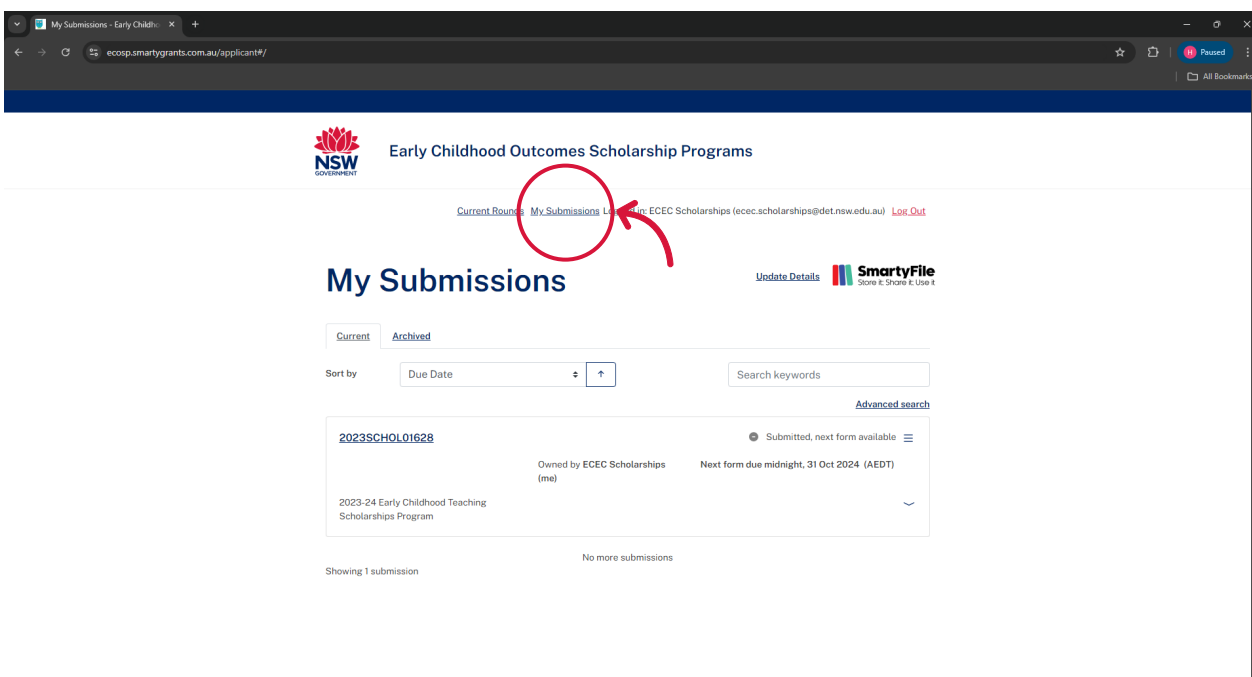 My Submissions - Early Childho
ecosp.smartygrants.com.au/applicant#/
H Paused
All Bookmarks
NSW
GOVERNMENT
Early Childhood Outcomes Scholarship Programs
Current Rounds My Submissions Logged in: ECEC Scholarships (ecec.scholarships@det.nsw.edu.au) Log Out
My Submissions
Update Details
SmartyFile
Store it. Share it. Use it
Current Archived
Sort by Due Date Search keywords
Advanced search
2023SCHOL01628 Submitted, next form available
Owned by ECEC Scholarships Next form due midnight, 31 Oct 2024 (AEDT)
(me)
2023-24 Early Childhood Teaching
Scholarships Program
No more submissions
Showing 1 submission